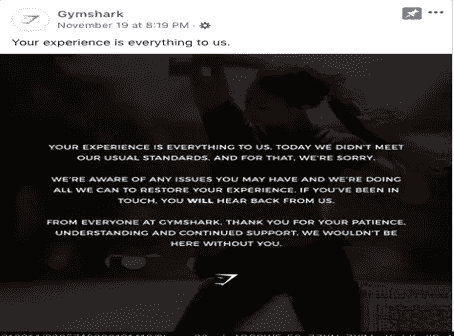 Gymshark
November 19 at 8:19 PM ·
Your experience is everything to us.
YOUR EXPERIENCE IS EVERYTHING TO US. TODAY WE DIDN'T MEET
OUR USUAL STANDARDS. AND FOR THAT, WE'RE SORRY.
WE'RE AWARE OF ANY ISSUES YOU MAY HAVE AND WE'RE DOING
ALL WE CAN TO RESTORE YOUR EXPERIENCE. IF YOU'VE BEEN IN
TOUCH, YOU WILL HEAR BACK FROM US.
FROM EVERYONE AT GYMSHARK, THANK YOU FOR YOUR PATIENCE,
UNDERSTANDING AND CONTINUED SUPPORT. WE WOULDN'T BE
HERE WITHOUT YOU.